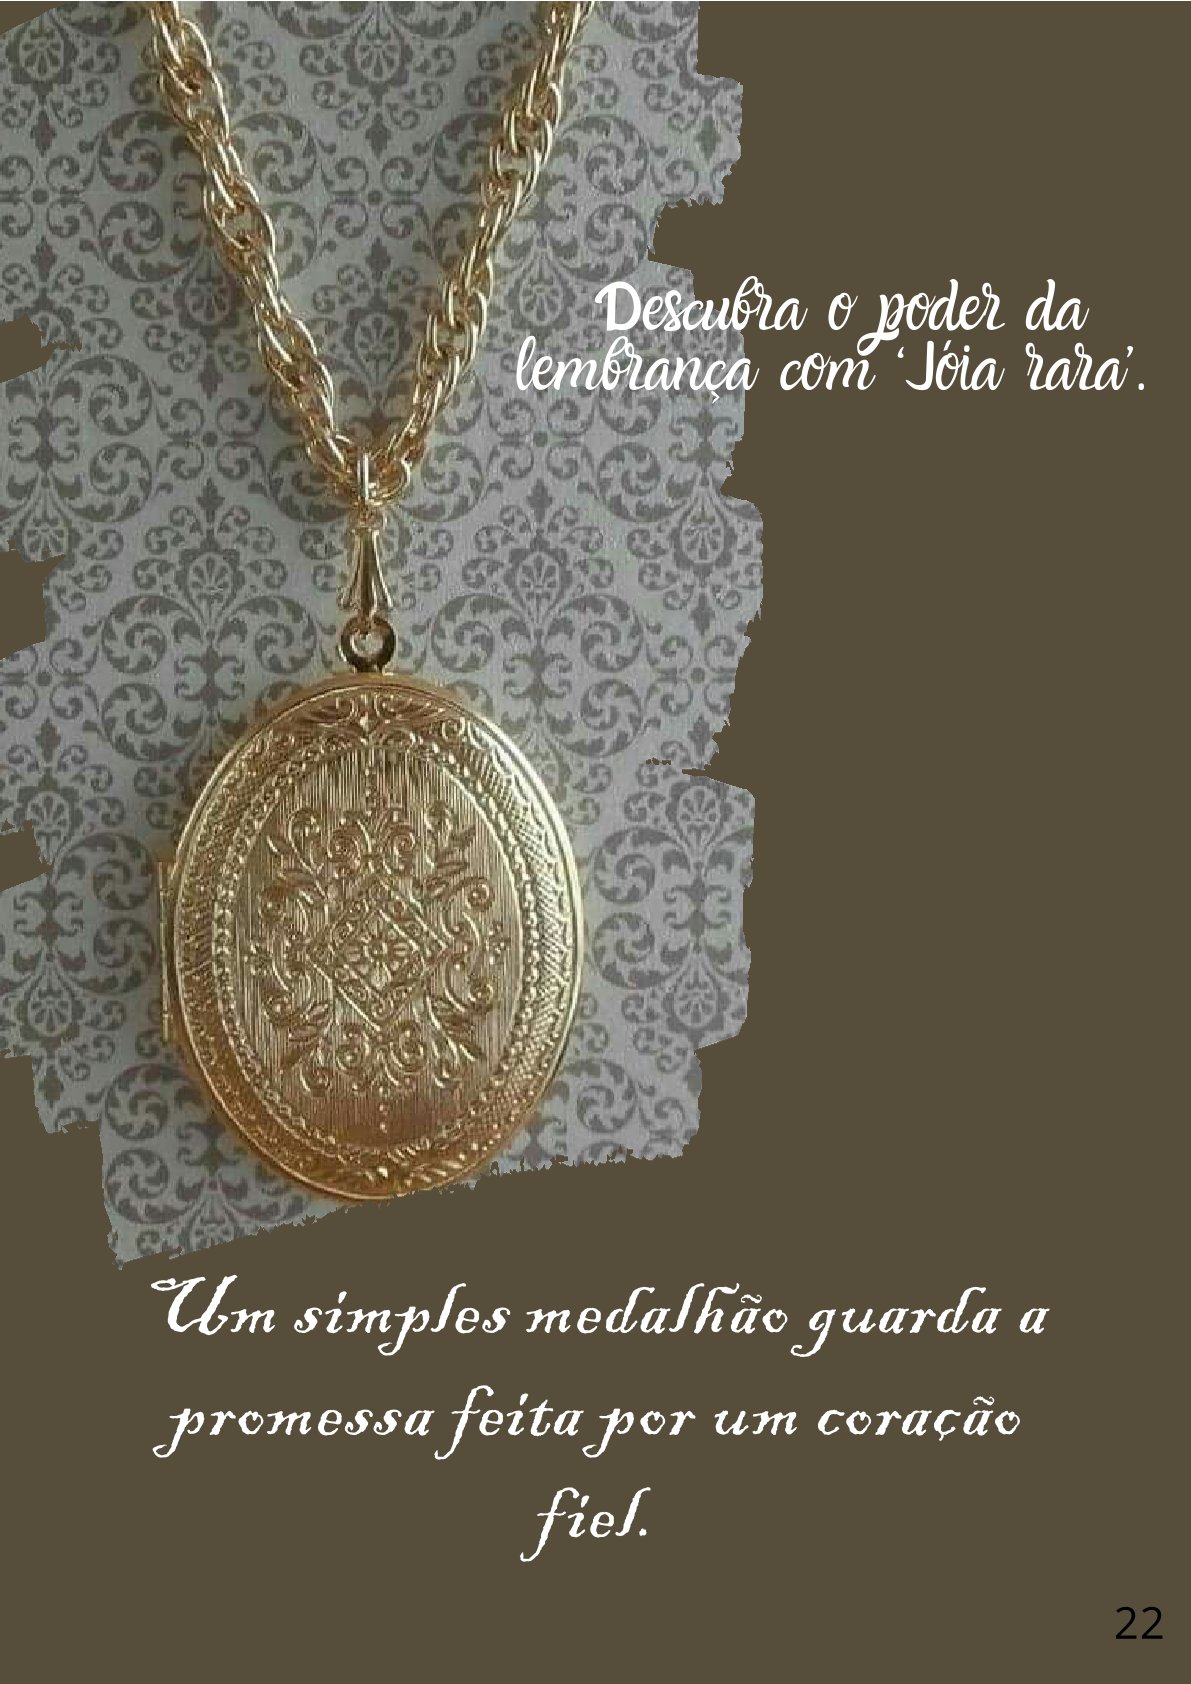 Descubra o poder da
lembrança com ‘Jóia rara’.
Um simples medalhão guarda a
promessa feita por um coração
fiel.
22